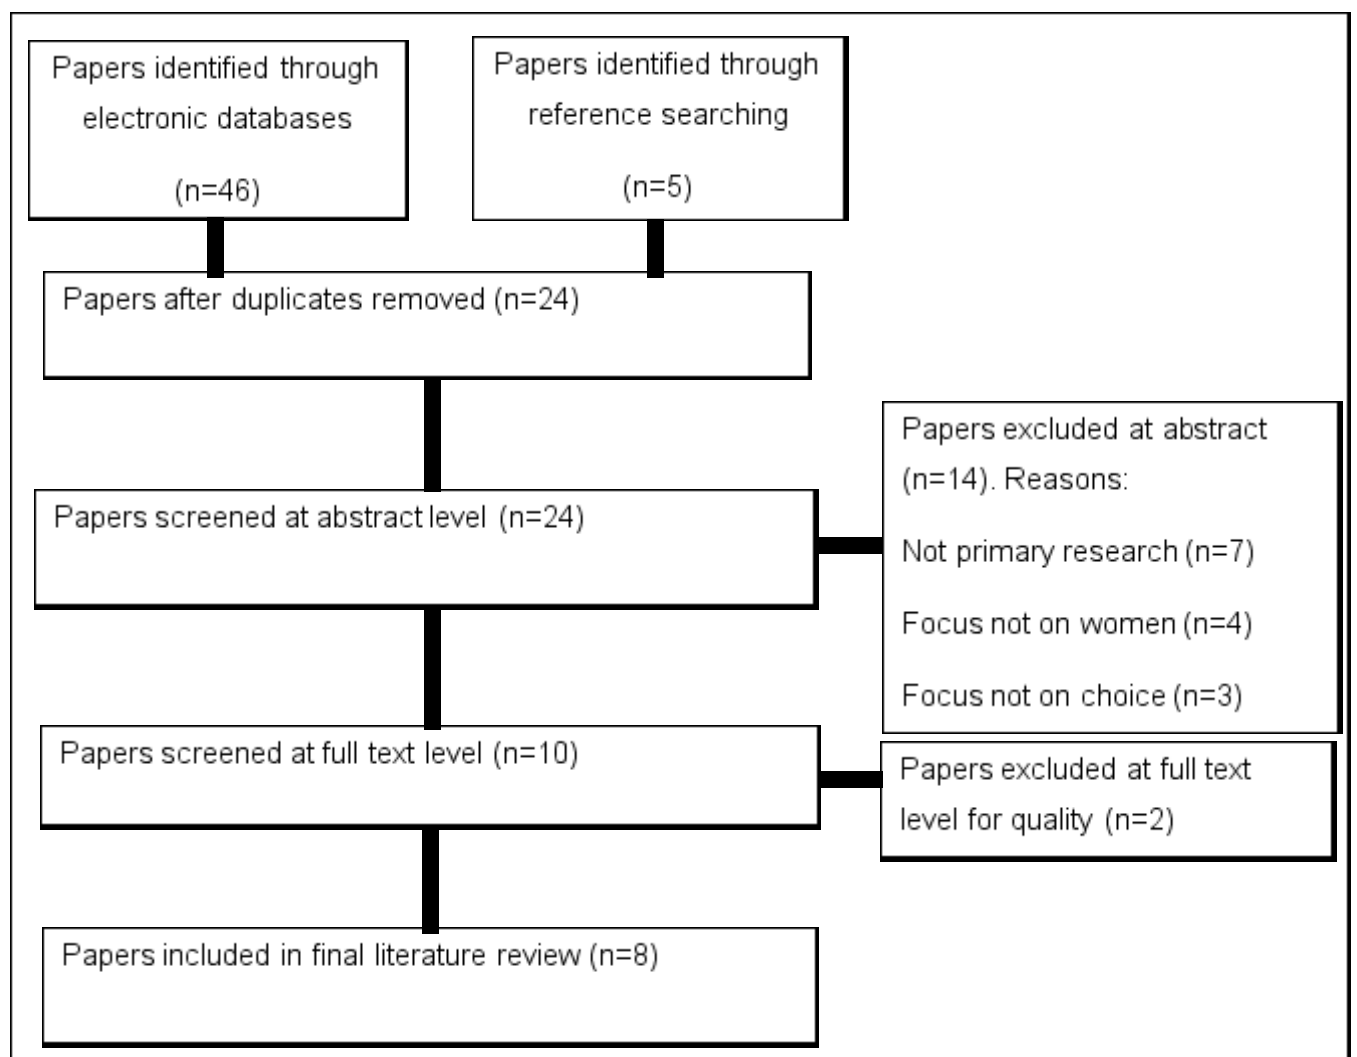 Papers identified through
electronic databases
(n=46)
Papers identified through
reference searching
(n=5)
Papers after duplicates removed (n=24)
Papers screened at abstract level (n=24)
Papers excluded at abstract
(n=14). Reasons:
Not primary research (n=7)
Focus not on women (n=4)
Focus not on choice (n=3)
Papers screened at full text level (n=10)
Papers excluded at full text
level for quality (n=2)
Papers included in final literature review (n=8)